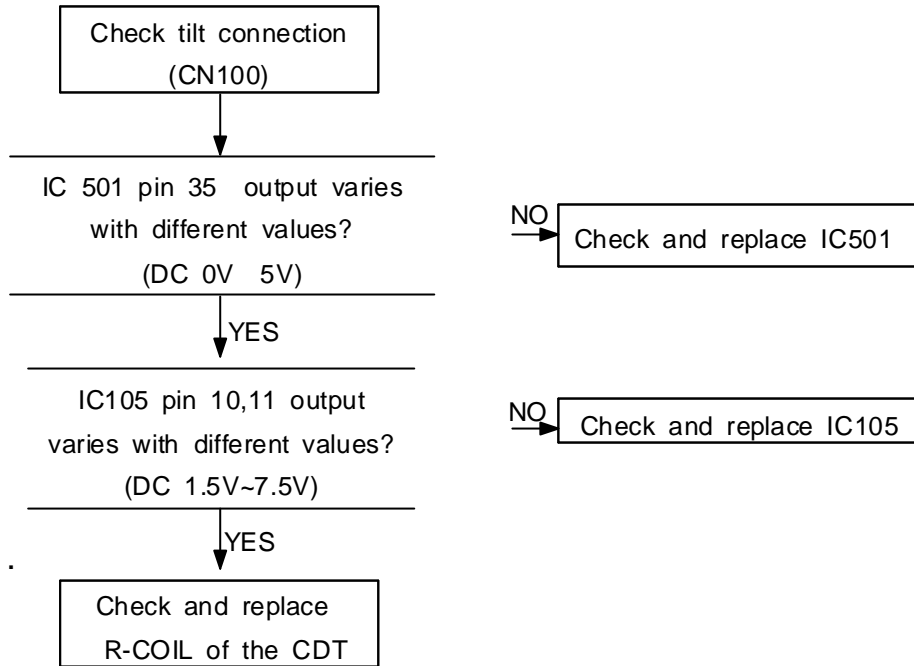 Check tilt connection
(CN100)
IC 501 pin 35 output varies
with different values?
(DC 0V 5V)
NO
Check and replace IC501
YES
IC105 pin 10,11 output
varies with different values?
(DC 1.5V~7.5V)
NO
Check and replace IC105
YES
.
Check and replace
R-COIL of the CDT